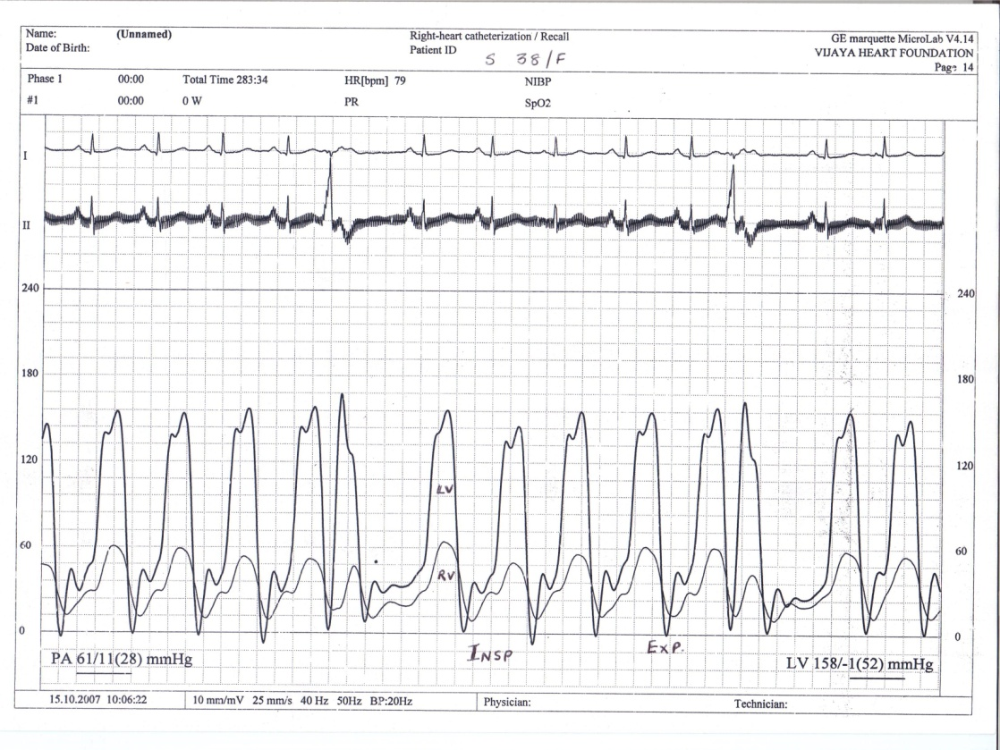 Name: (Unnamed) Right-heart catheterization / Recall GE marquette MicroLab V4.14
Date of Birth: Patient ID S 38/F VIJAYA HEART FOUNDATION
Page 14
Phase 1 00:00 Total Time 283:34 HR[bpm] 79 NIBP
#1 00:00 0 W PR SpO2
I
II
240 240
180 180
120 120
LV
60 60
RV
0 0
INSP EXP.
PA 61/11(28) mmHg LV 158/-1(52) mmHg
15.10.2007 10:06:22 10 mm/mV 25 mm/s 40 Hz 50Hz BP:20Hz Physician: Technician: